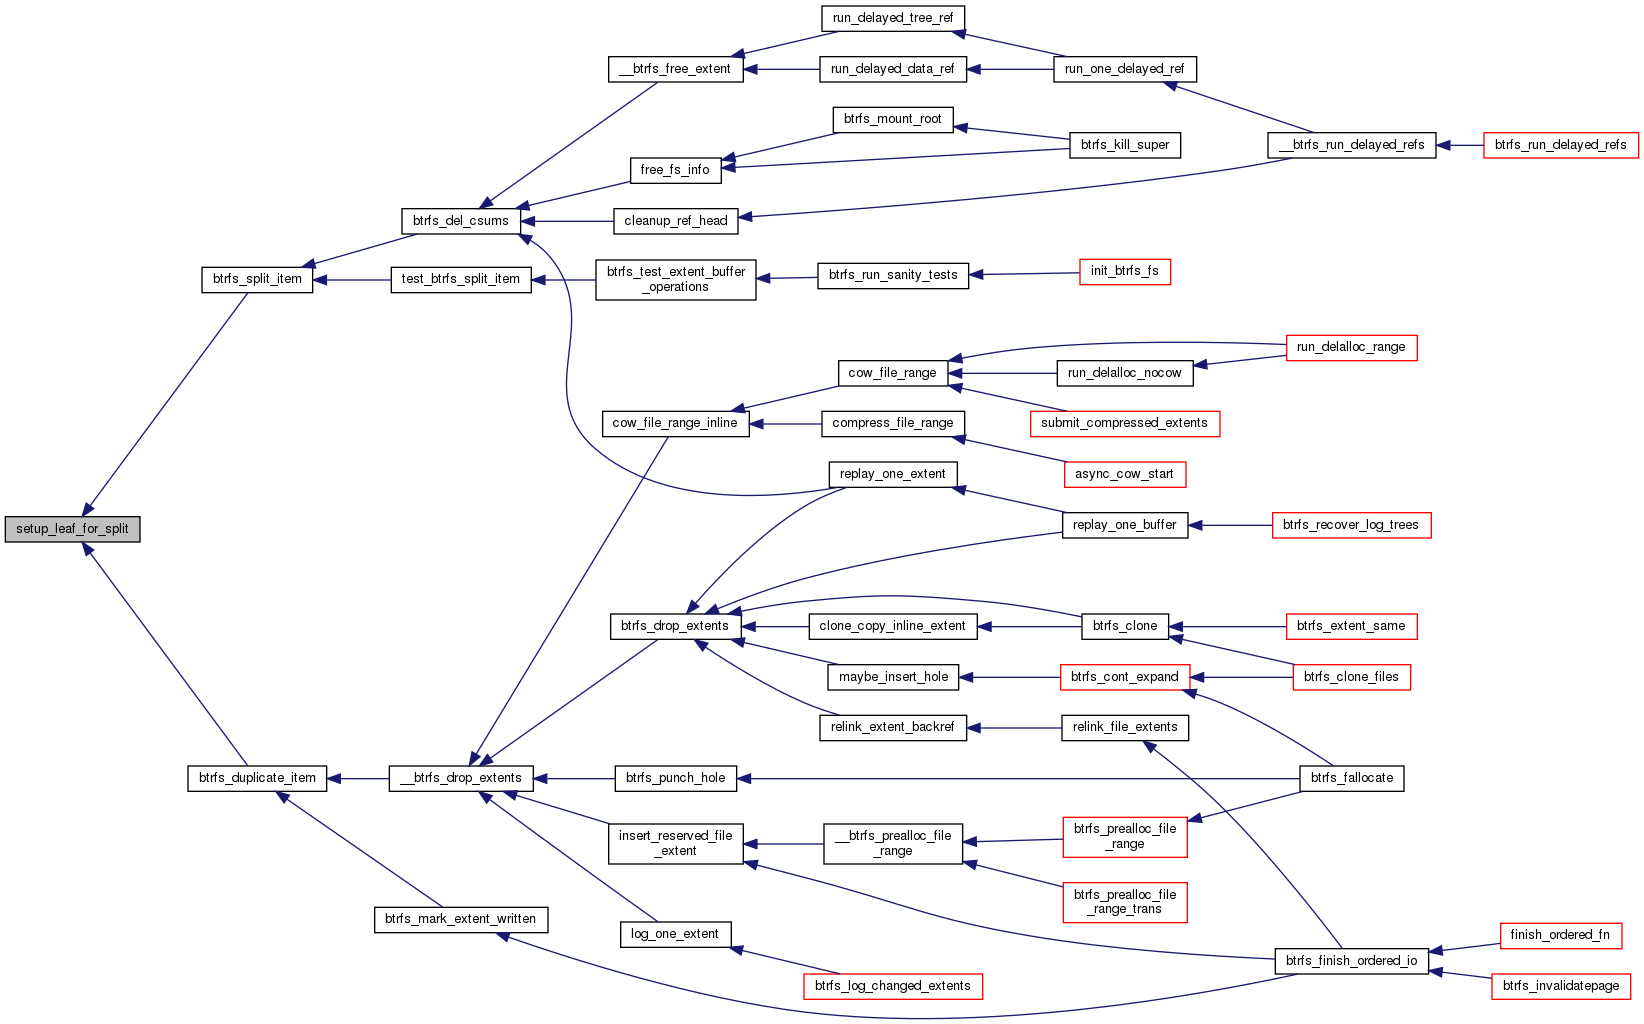 run_delayed_tree_ref
__btrfs_free_extent
run_delayed_data_ref
run_one_delayed_ref
btrfs_mount_root
btrfs_kill_super
__btrfs_run_delayed_refs
btrfs_run_delayed_refs
free_fs_info
btrfs_del_csums
cleanup_ref_head
btrfs_split_item
test_btrfs_split_item
btrfs_test_extent_buffer
_operations
btrfs_run_sanity_tests
init_btrfs_fs
run_delalloc_range
cow_file_range
run_delalloc_nocow
cow_file_range_inline
compress_file_range
submit_compressed_extents
replay_one_extent
async_cow_start
setup_leaf_for_split
replay_one_buffer
btrfs_recover_log_trees
btrfs_drop_extents
clone_copy_inline_extent
btrfs_clone
btrfs_extent_same
maybe_insert_hole
btrfs_cont_expand
btrfs_clone_files
relink_extent_backref
relink_file_extents
btrfs_duplicate_item
__btrfs_drop_extents
btrfs_punch_hole
btrfs_fallocate
insert_reserved_file
_extent
__btrfs_prealloc_file
_range
btrfs_prealloc_file
_range
btrfs_prealloc_file
_range_trans
btrfs_mark_extent_written
log_one_extent
finish_ordered_fn
btrfs_finish_ordered_io
btrfs_log_changed_extents
btrfs_invalidatepage